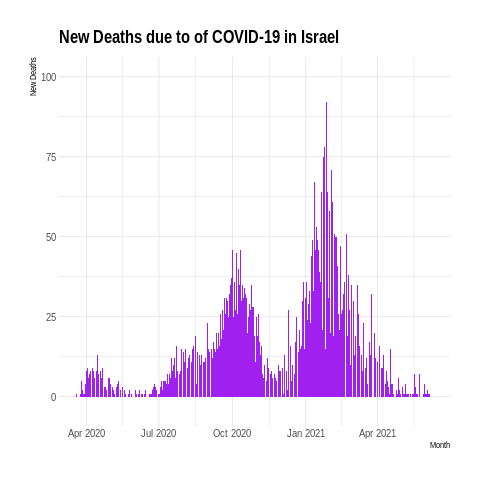 New Deaths due to of COVID-19 in Israel
New Deaths
100
75
50
25
0
Apr 2020
Jul 2020
Oct 2020
Jan 2021
Apr 2021
Month